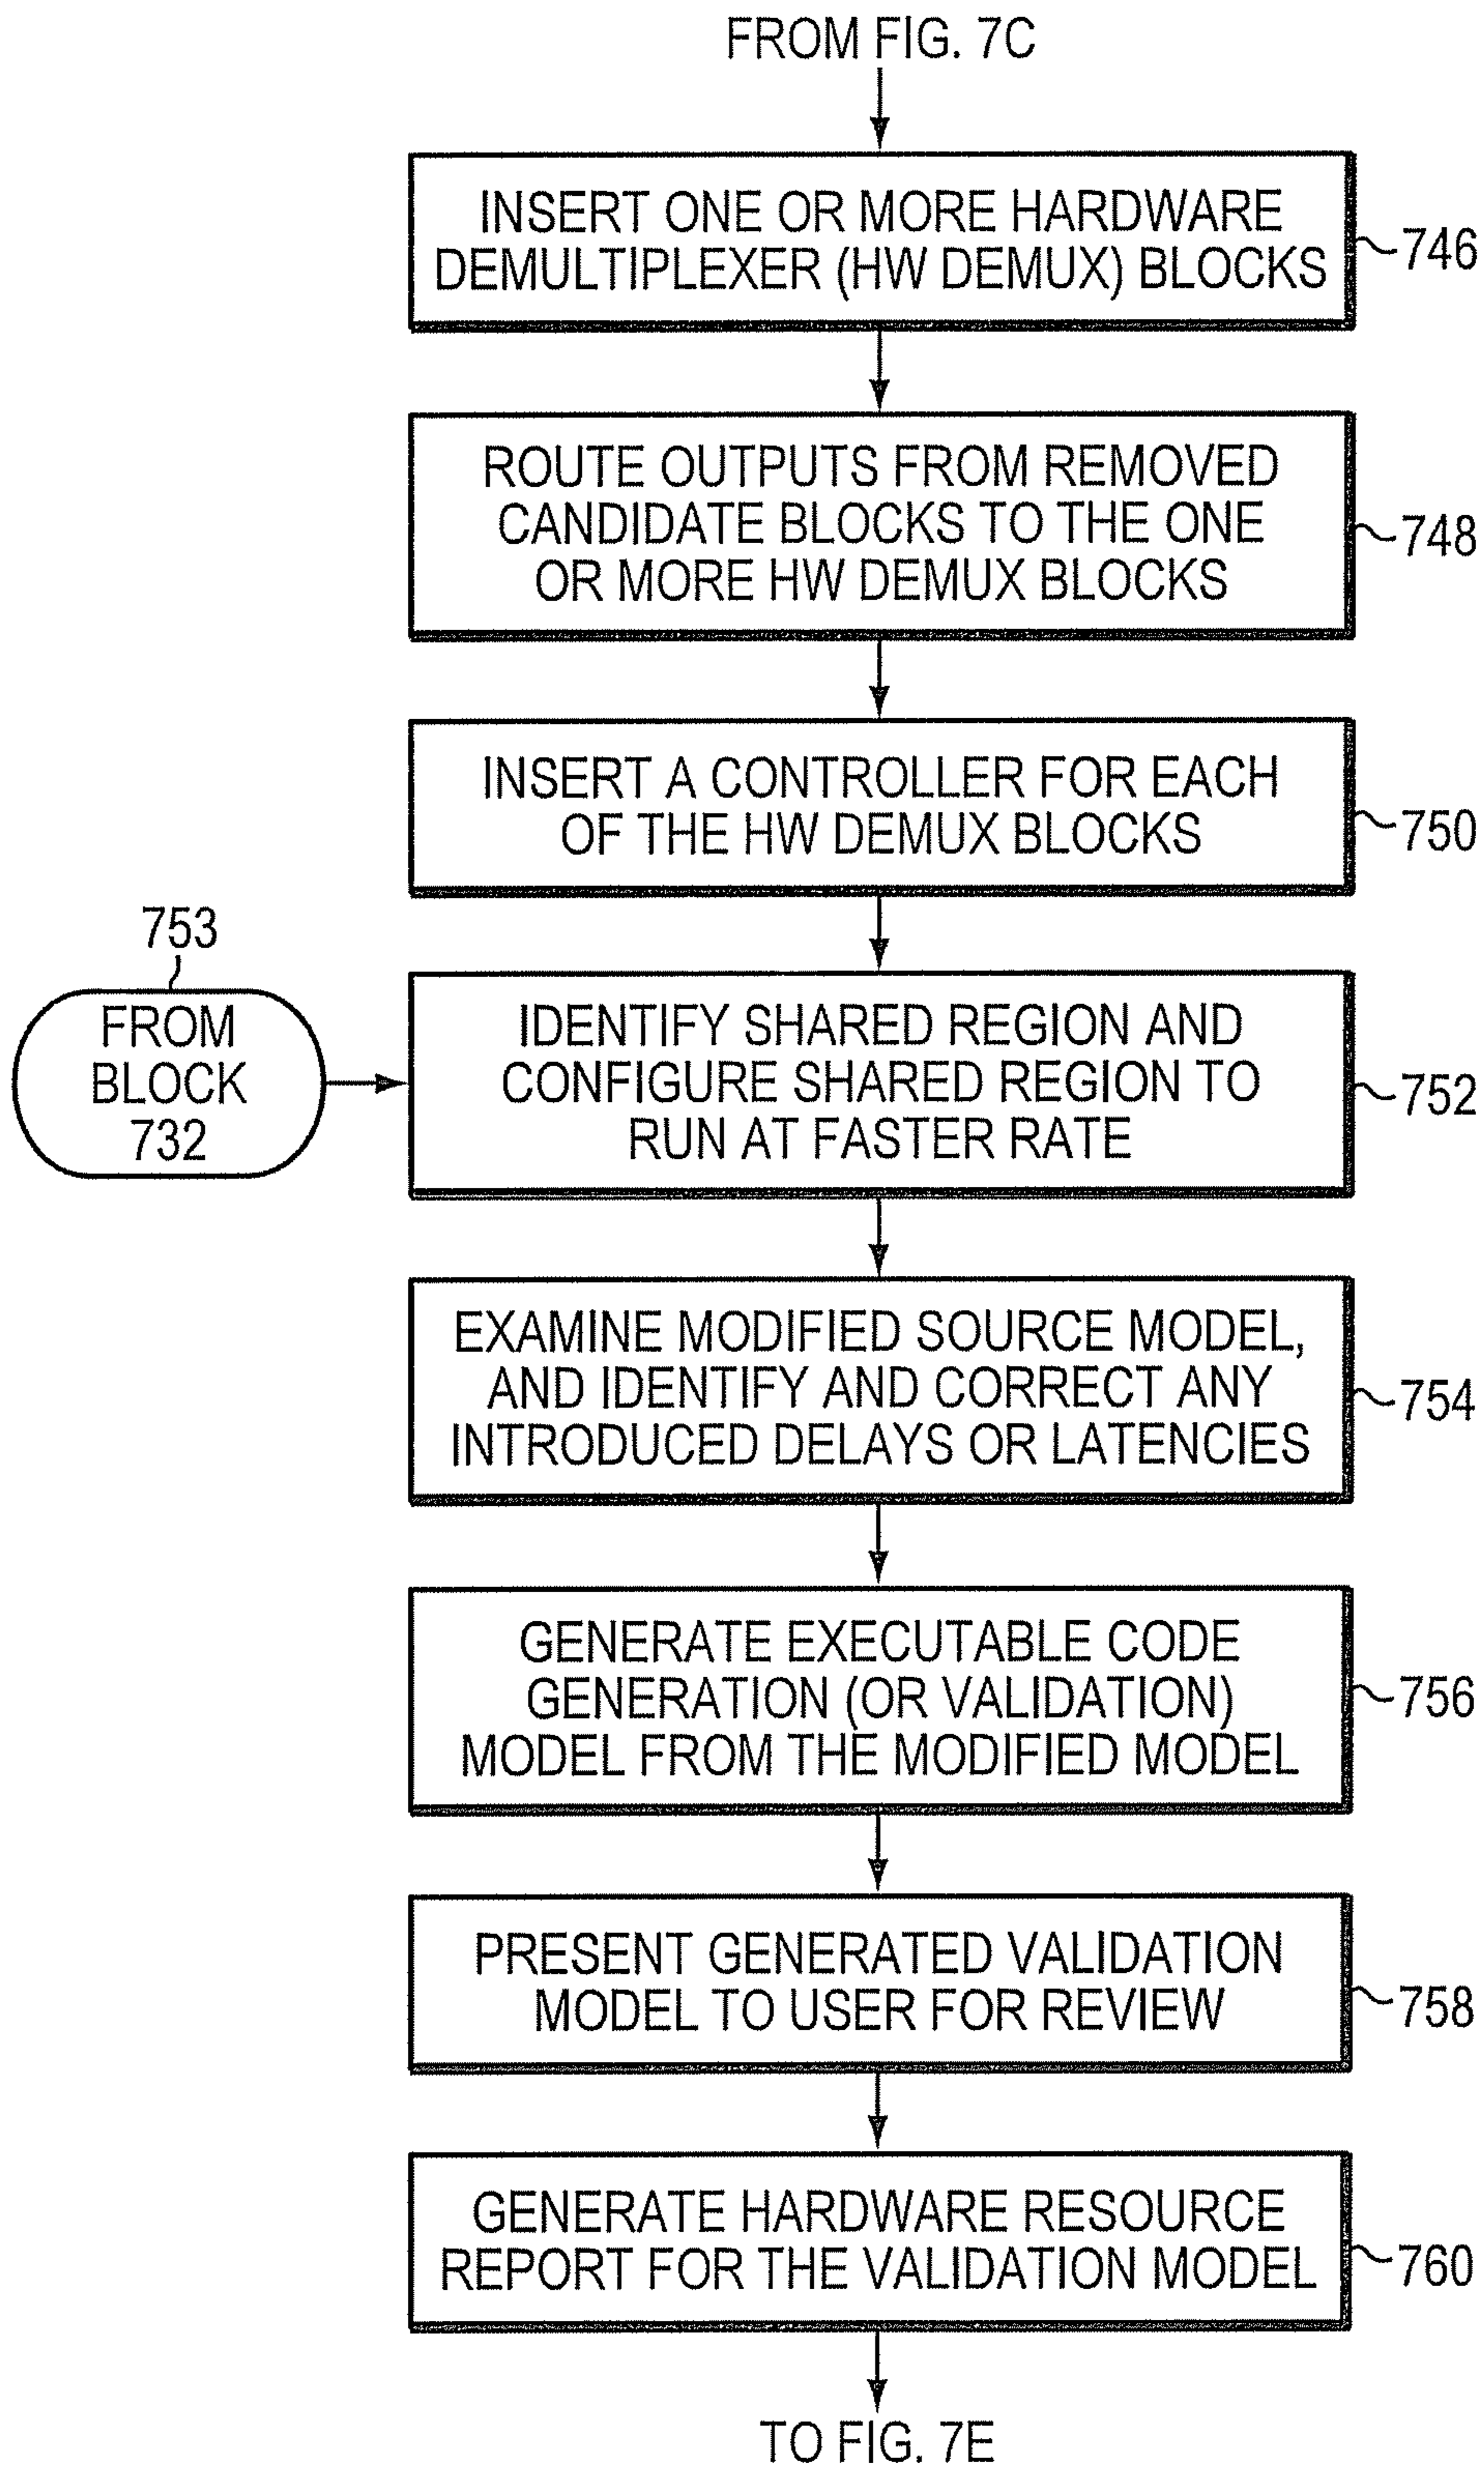 FROM FIG. 7C
INSERT ONE OR MORE HARDWARE
DEMULTIPLEXER (HW DEMUX) BLOCKS
746
ROUTE OUTPUTS FROM REMOVED
CANDIDATE BLOCKS TO THE ONE
OR MORE HW DEMUX BLOCKS
748
INSERT A CONTROLLER FOR EACH
OF THE HW DEMUX BLOCKS
750
753
FROM
BLOCK
732
IDENTIFY SHARED REGION AND
CONFIGURE SHARED REGION TO
RUN AT FASTER RATE
752
EXAMINE MODIFIED SOURCE MODEL,
AND IDENTIFY AND CORRECT ANY
INTRODUCED DELAYS OR LATENCIES
754
GENERATE EXECUTABLE CODE
GENERATION (OR VALIDATION)
MODEL FROM THE MODIFIED MODEL
756
PRESENT GENERATED VALIDATION
MODEL TO USER FOR REVIEW
758
GENERATE HARDWARE RESOURCE
REPORT FOR THE VALIDATION MODEL
760
TO FIG. 7E